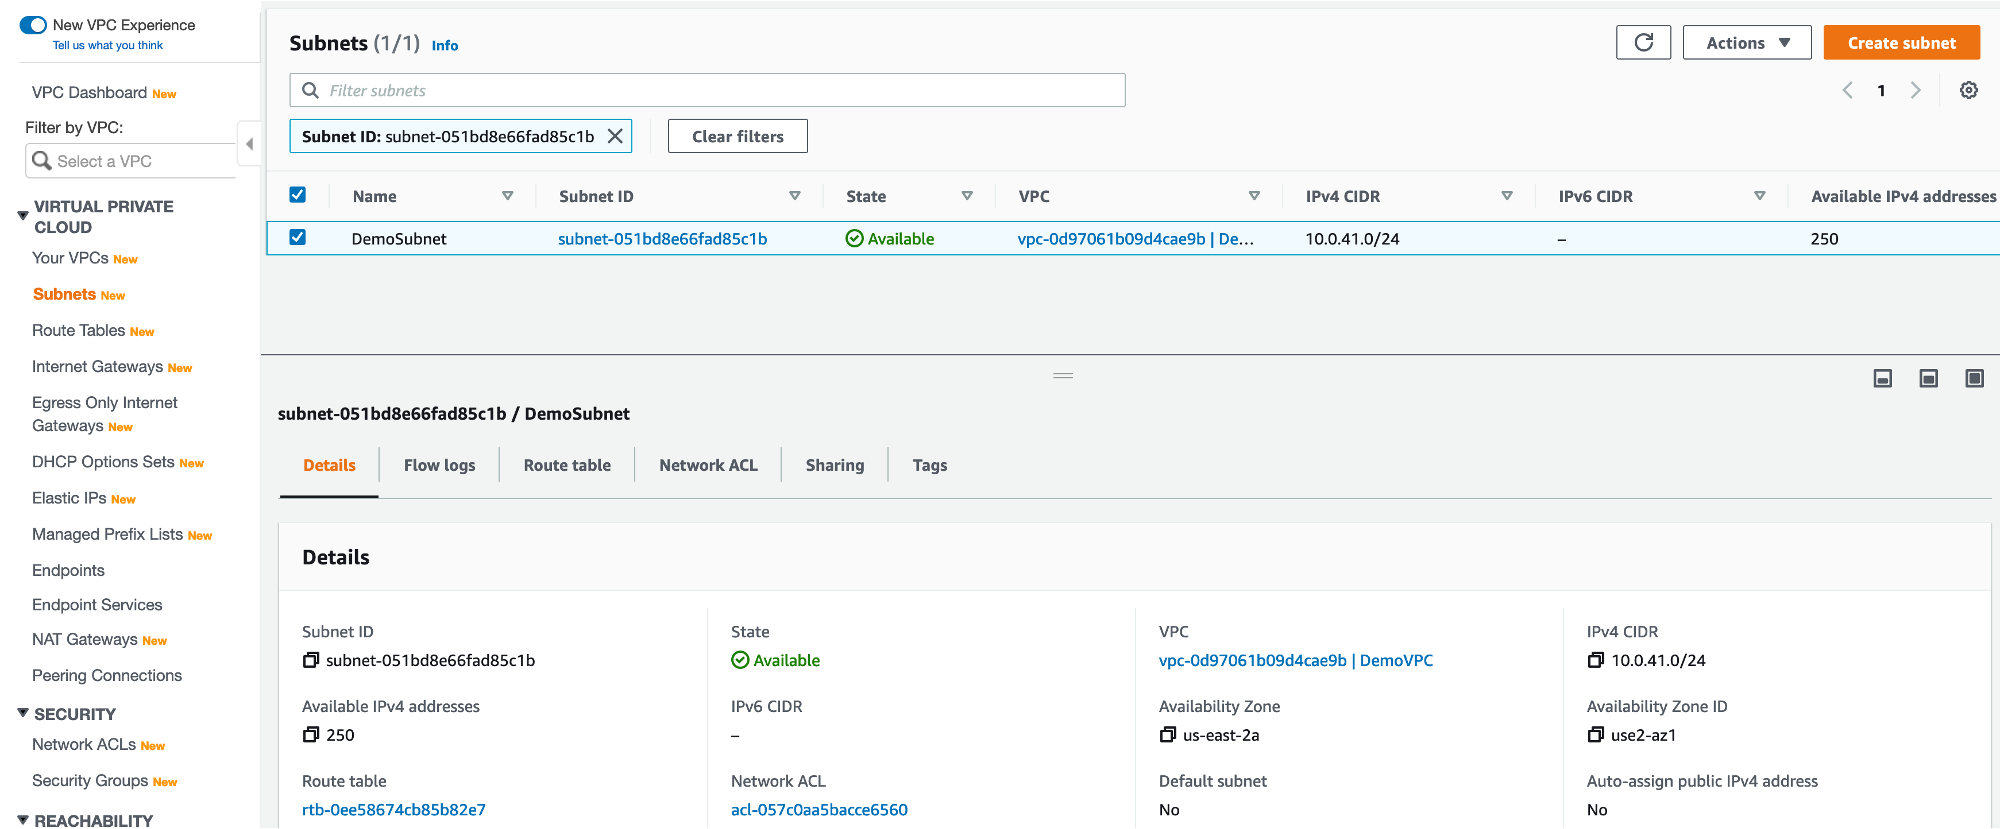 New VPC Experience
Tell us what you think
VPC Dashboard New
Filter by VPC:
Select a VPC
VIRTUAL PRIVATE
CLOUD
Your VPCs New
Subnets New
Route Tables New
Internet Gateways New
Egress Only Internet
Gateways New
DHCP Options Sets New
Elastic IPs New
Managed Prefix Lists New
Endpoints
Endpoint Services
NAT Gateways New
Peering Connections
SECURITY
Network ACLs New
Security Groups New
REACHABILITY
Subnets (1/1) Info
Actions
Create subnet
Filter subnets
1
Subnet ID: subnet-051bd8e66fad85c1b
Clear filters
Name Subnet ID State VPC IPv4 CIDR IPv6 CIDR Available IPv4 addresses
DemoSubnet subnet-051bd8e66fad85c1b Available vpc-0d97061b09d4cae9b | De... 10.0.41.0/24 – 250
subnet-051bd8e66fad85c1b / DemoSubnet
Details Flow logs Route table Network ACL Sharing Tags
Details
Subnet ID State VPC IPv4 CIDR
subnet-051bd8e66fad85c1b Available vpc-0d97061b09d4cae9b | DemoVPC 10.0.41.0/24
Available IPv4 addresses IPv6 CIDR Availability Zone Availability Zone ID
250 – us-east-2a use2-az1
Route table Network ACL Default subnet Auto-assign public IPv4 address
rtb-0ee58674cb85b82e7 acl-057c0aa5bacce6560 No No